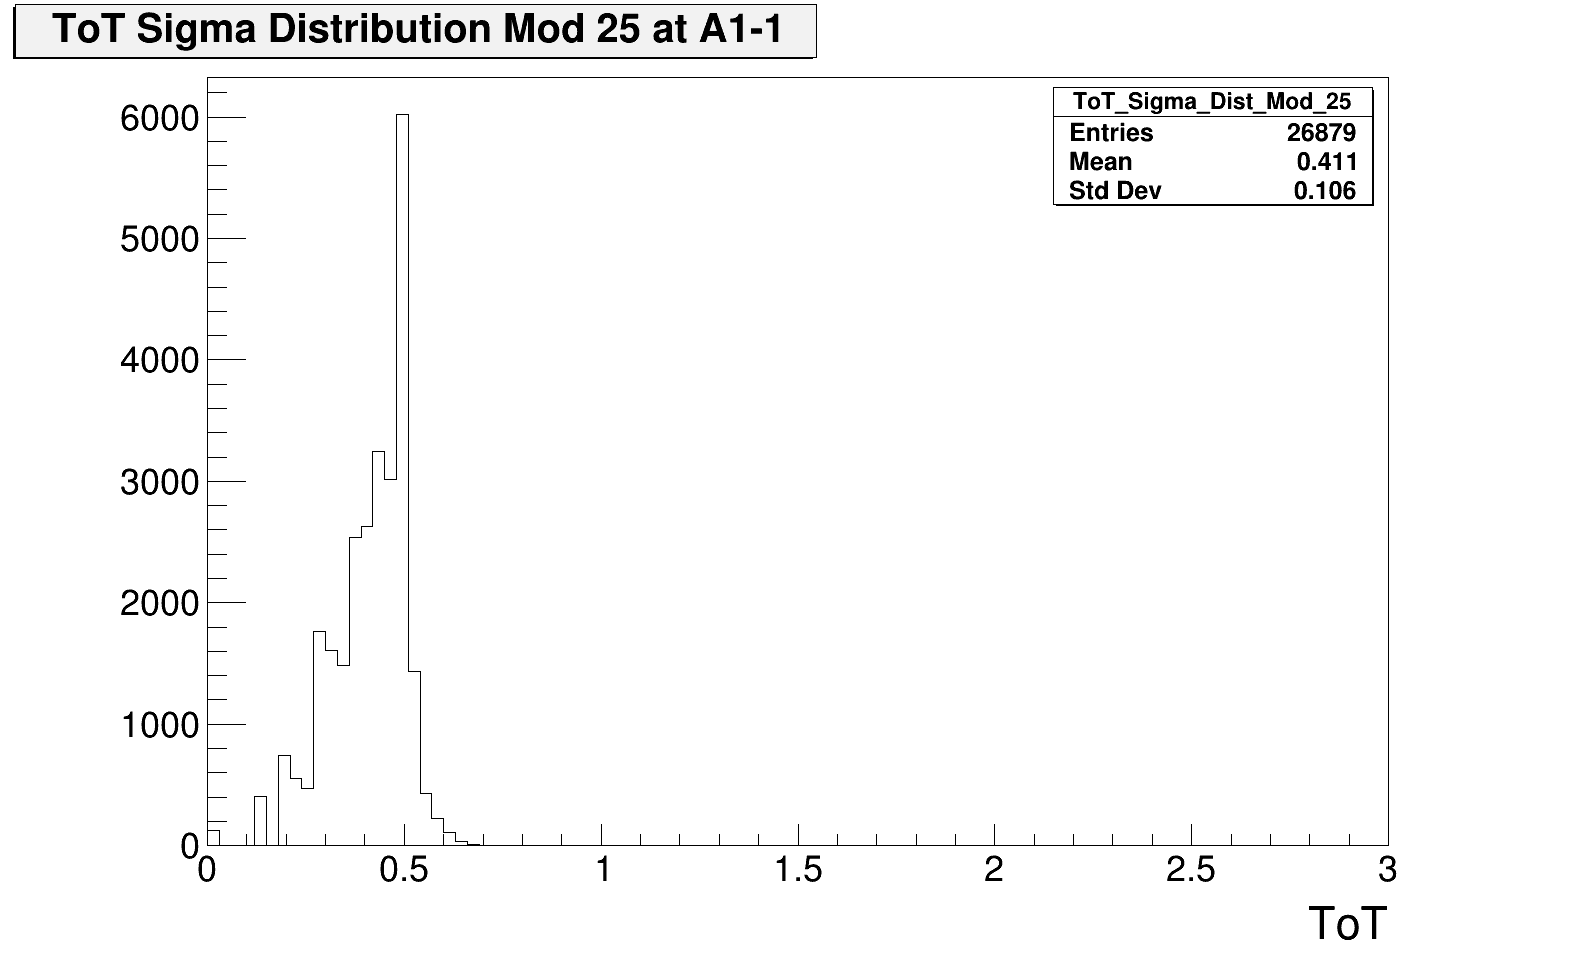 ToT Sigma Distribution Mod 25 at A1-1
ToT_Sigma_Dist_Mod_25
Entries 26879
Mean 0.411
Std Dev 0.106
6000
5000
4000
3000
2000
1000
0
0 0.5 1 1.5 2 2.5 3
ToT